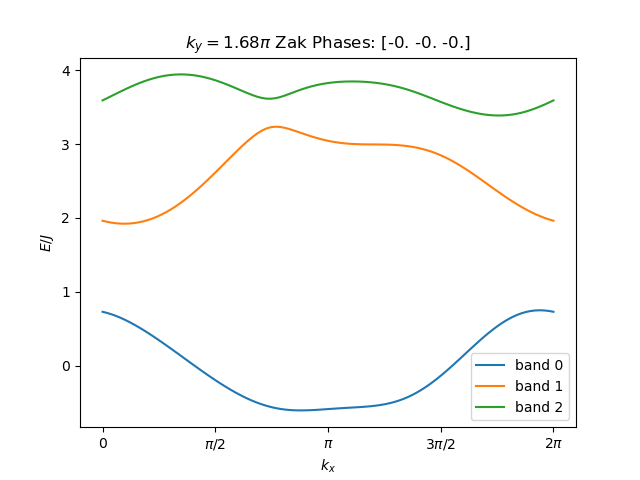 $k_y = 1.68\pi$ Zak Phases: [-0. -0. -0.]
4
3
2
1
0
E/J
0
π/2
π
3π/2
2π
$k_x$
band 0
band 1
band 2